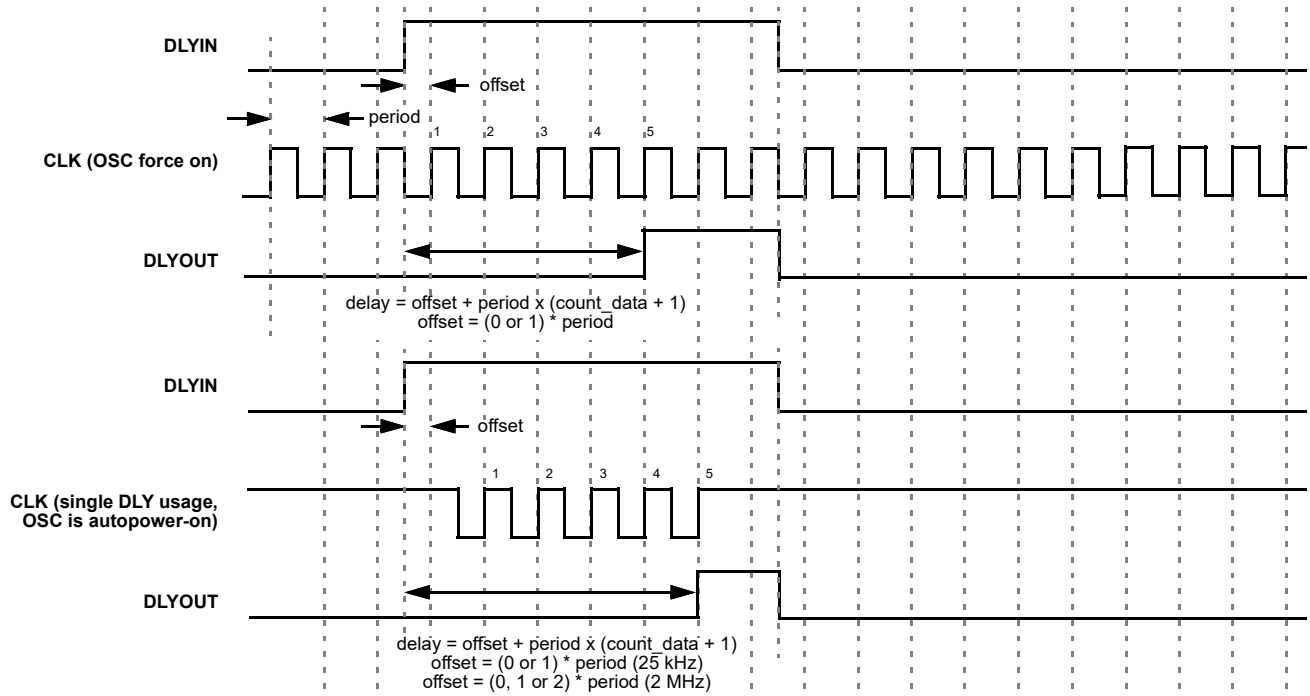 DLYIN
offset
period
1 2 3 4 5
CLK (OSC force on)
DLYOUT
delay = offset + period x (count_data + 1)
offset = (0 or 1) * period
DLYIN
offset
1 2 3 4 5
CLK (single DLY usage,
OSC is autopower-on)
DLYOUT
delay = offset + period x (count_data + 1)
offset = (0 or 1) * period (25 kHz)
offset = (0, 1 or 2) * period (2 MHz)